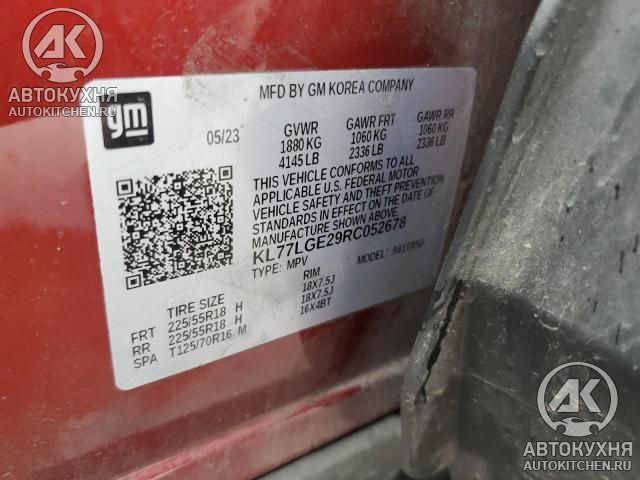 AK
АВТОКУХНЯ
AUTOKITCHEN.RU
gm
MFD BY GM KOREA COMPANY
05/23
GVWR GAWR FRT GAWR RR
1880 KG 1060 KG 1060 KG
4145 LB 2336 LB 2336 LB
THIS VEHICLE CONFORMS TO ALL
APPLICABLE U.S. FEDERAL MOTOR
VEHICLE SAFETY AND THEFT PREVENTION
STANDARDS IN EFFECT ON THE DATE OF
MANUFACTURE SHOWN ABOVE.
KL77LGE29RC052678
TYPE: MPV MODEL:
TIRE SIZE RIM
FRT 225/55R18 H 18X7.5J
RR 225/55R18 H 18X7.5J
SPA T125/70R16 M 16X4BT
AK
АВТОКУХНЯ
AUTOKITCHEN.RU